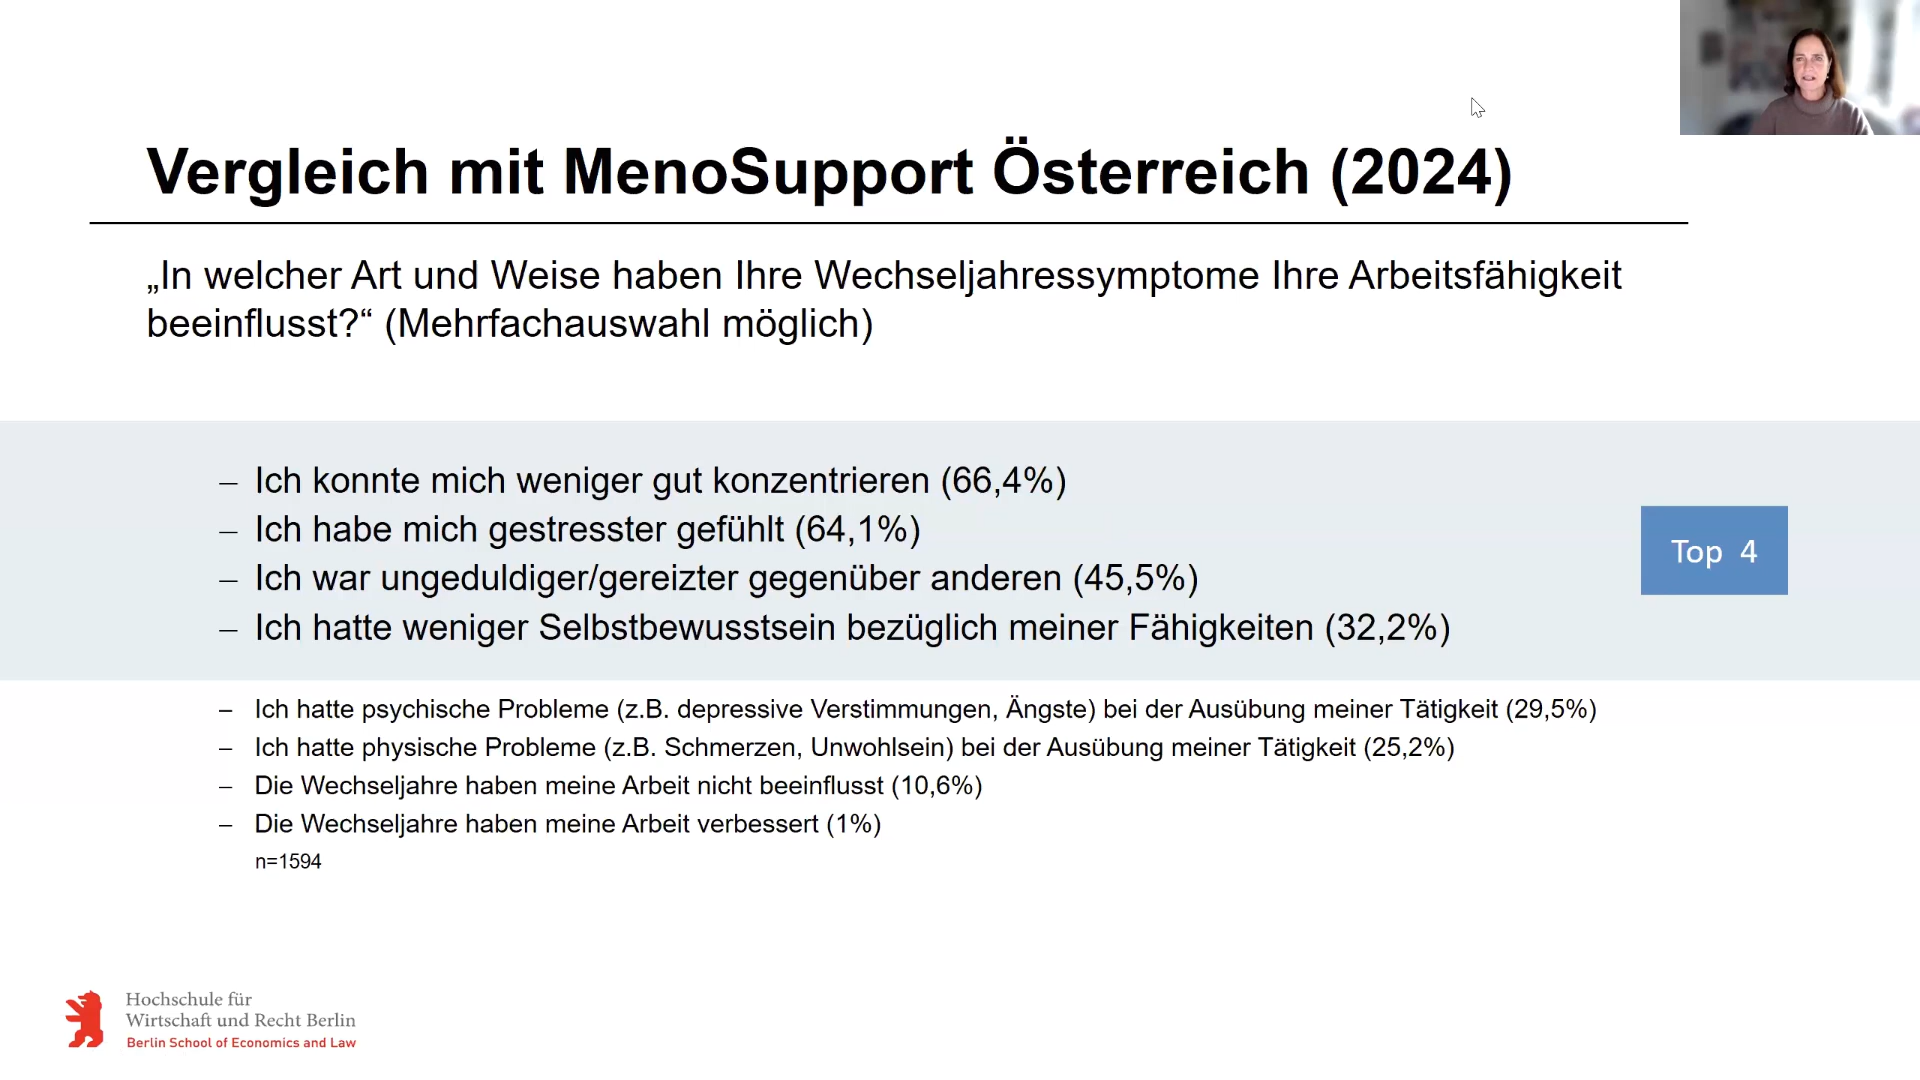 Vergleich mit MenoSupport Österreich (2024)
„In welcher Art und Weise haben Ihre Wechseljahressymptome Ihre Arbeitsfähigkeit
beeinflusst?“ (Mehrfachauswahl möglich)
– Ich konnte mich weniger gut konzentrieren (66,4%)
– Ich habe mich gestresster gefühlt (64,1%)
– Ich war ungeduldiger/gereizter gegenüber anderen (45,5%)
– Ich hatte weniger Selbstbewusstsein bezüglich meiner Fähigkeiten (32,2%)
Top 4
– Ich hatte psychische Probleme (z.B. depressive Verstimmungen, Ängste) bei der Ausübung meiner Tätigkeit (29,5%)
– Ich hatte physische Probleme (z.B. Schmerzen, Unwohlsein) bei der Ausübung meiner Tätigkeit (25,2%)
– Die Wechseljahre haben meine Arbeit nicht beeinflusst (10,6%)
– Die Wechseljahre haben meine Arbeit verbessert (1%)
n=1594
Hochschule für
Wirtschaft und Recht Berlin
Berlin School of Economics and Law